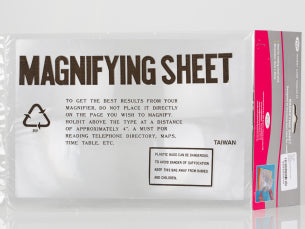 MAGNIFYING SHEET
TO GET THE BEST RESULTS FROM YOUR
MAGNIFIER, DO NOT PLACE IT DIRECTLY
ON THE PAGE YOU WISH TO MAGNIFY.
HOLDIT ABOVE THE TYPE AT A DISTANCE
OF APPROXIMATELY 4". A MUST FOR
READING TELEPHONE DIRECTORY, MAPS,
TIME TABLE, ETC.
TAIWAN
PLASTIC BAGS CAN BE DANGEROUS.
TO AVOID DANGER OF SUFFOCATION
KEEP THIS BAG AWAY FROM BABIES
AND CHILDREN.